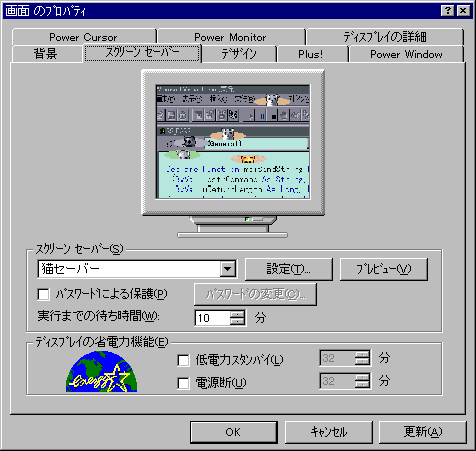 画面 のプロパティ
Power Cursor Power Monitor ディスプレイの詳細
背景 スクリーン セーバー デザイン Plus! Power Window
(General)
スクリーン セーバー(S)
猫セーバー 設定(T)... プレビュー(V)
パスワードによる保護(P) パスワードの変更(C)...
実行までの待ち時間(W): 10 分
ディスプレイの省電力機能(E)
energy
低電力スタンバイ(L) 32 分
電源断(U) 32 分
OK キャンセル 更新(A)